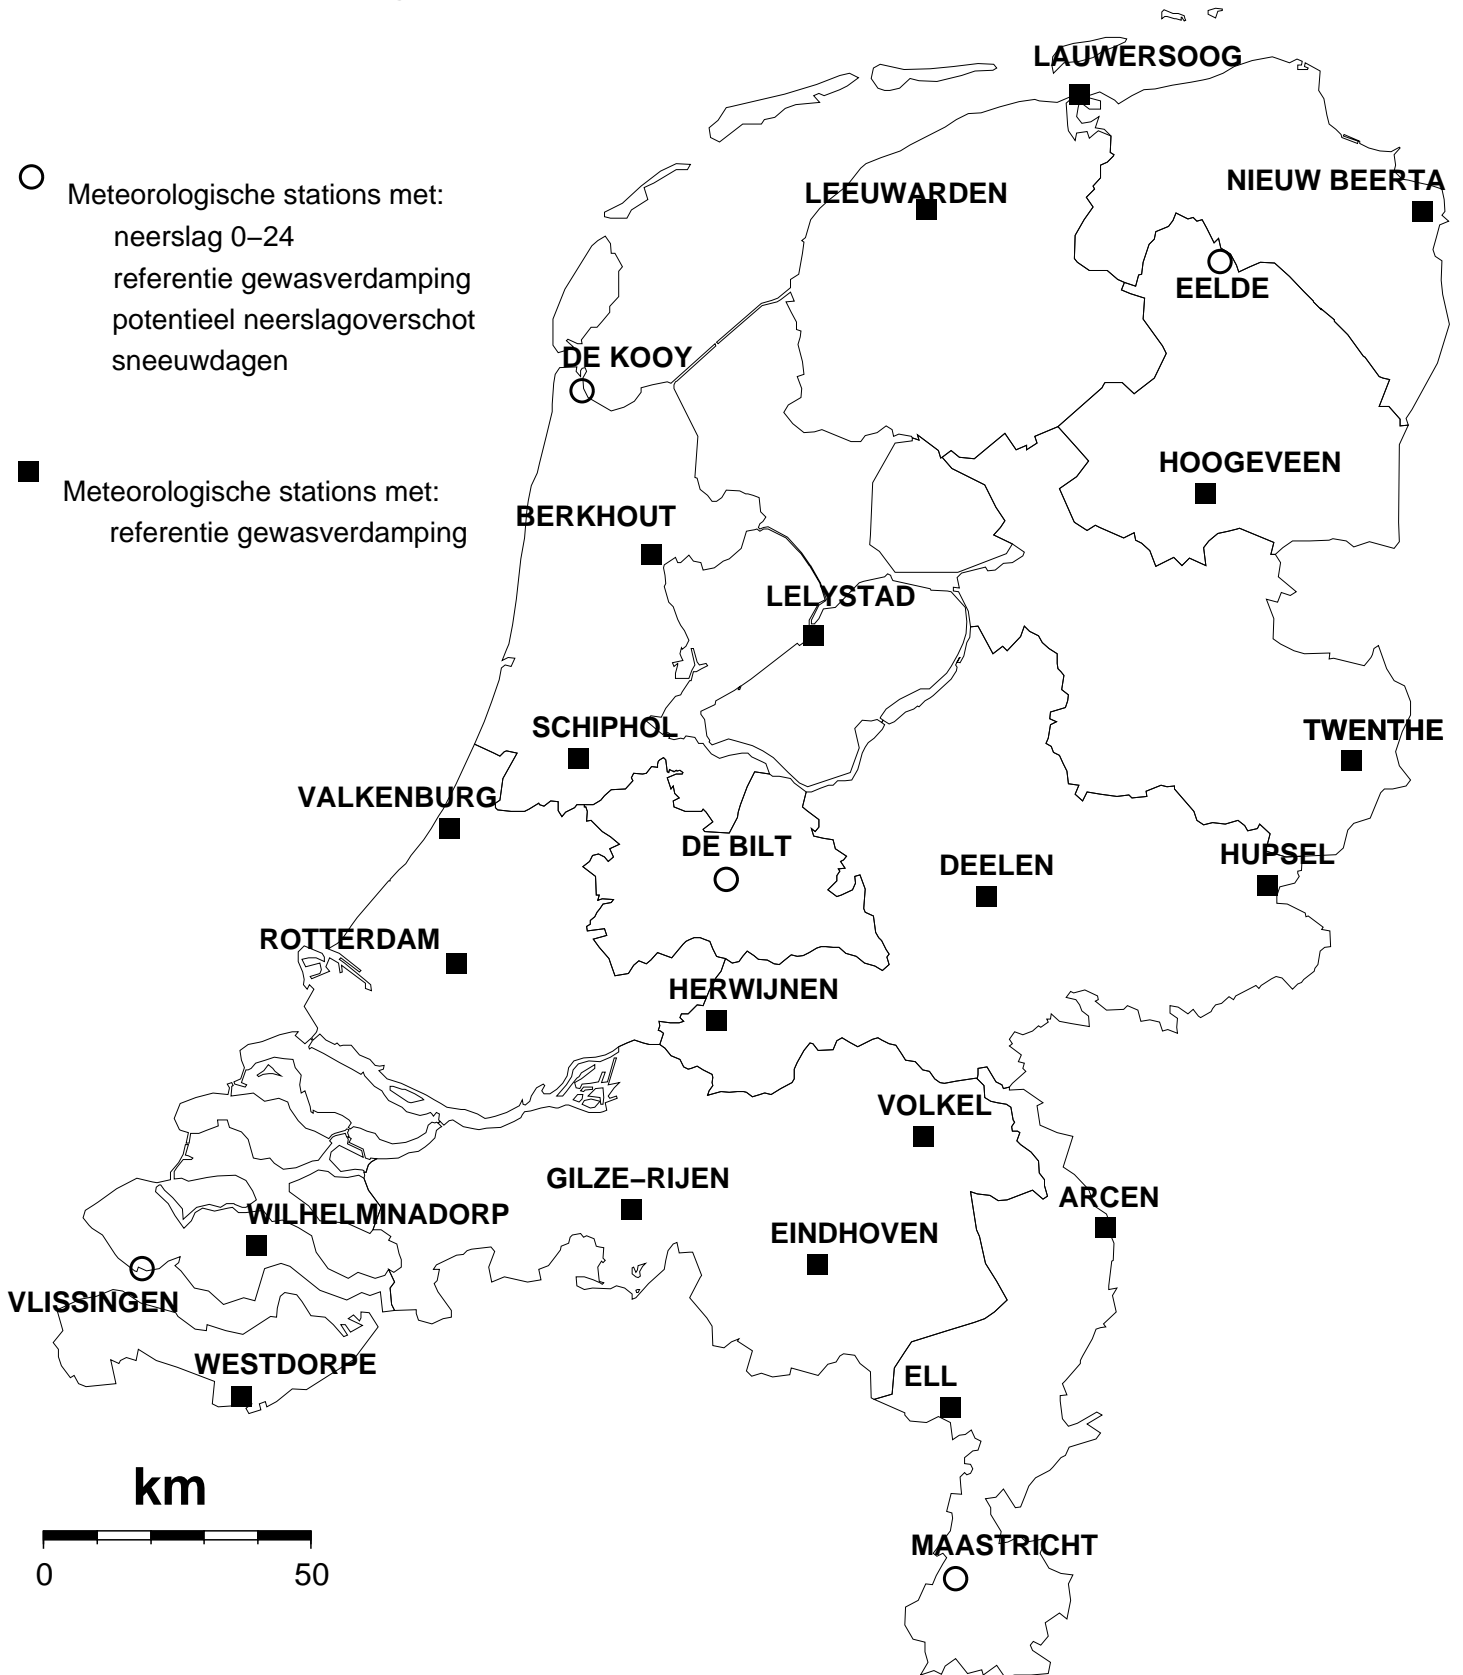 LAUWERSOOG
Meteorologische stations met:
neerslag 0−24
referentie gewasverdamping
potentieel neerslagoverschot
sneeuwdagen
LEEUWARDEN
NIEUW BEERTA
EELDE
DE KOOY
HOOGEVEEN
Meteorologische stations met:
referentie gewasverdamping
BERKHOUT
LELYSTAD
SCHIPHOL
TWENTHE
VALKENBURG
DE BILT
DEELEN
HUPSEL
ROTTERDAM
HERWIJNEN
VOLKEL
GILZE−RIJEN
ARCEN
WILHELMINADORP
EINDHOVEN
VLISSINGEN
WESTDORPE
ELL
km
0 50
MAASTRICHT